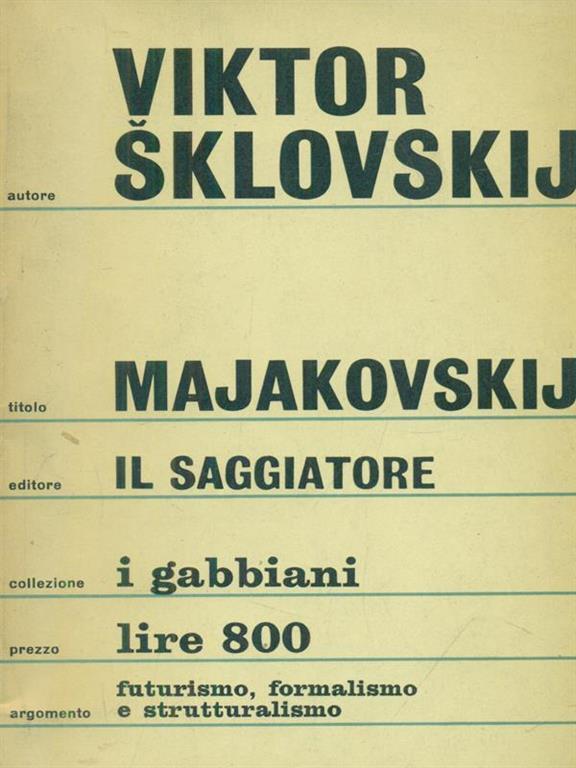 VIKTOR
autore ŠKLOVSKIJ
titolo MAJAKOVSKIJ
editore IL SAGGIATORE
collezione i gabbiani
prezzo lire 800
futurismo, formalismo
argomento e strutturalismo